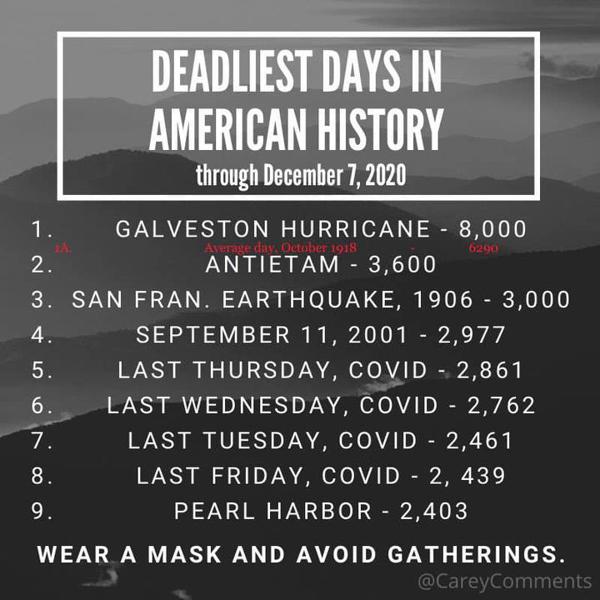 DEADLIEST DAYS IN
AMERICAN HISTORY
through December 7, 2020
1. GALVESTON HURRICANE - 8,000
1A. Average day, October 1918 - 6290
2. ANTIETAM - 3,600
3. SAN FRAN. EARTHQUAKE, 1906 - 3,000
4. SEPTEMBER 11, 2001 - 2,977
5. LAST THURSDAY, COVID - 2,861
6. LAST WEDNESDAY, COVID - 2,762
7. LAST TUESDAY, COVID - 2,461
8. LAST FRIDAY, COVID - 2, 439
9. PEARL HARBOR - 2,403
WEAR A MASK AND AVOID GATHERINGS.
@CareyComments